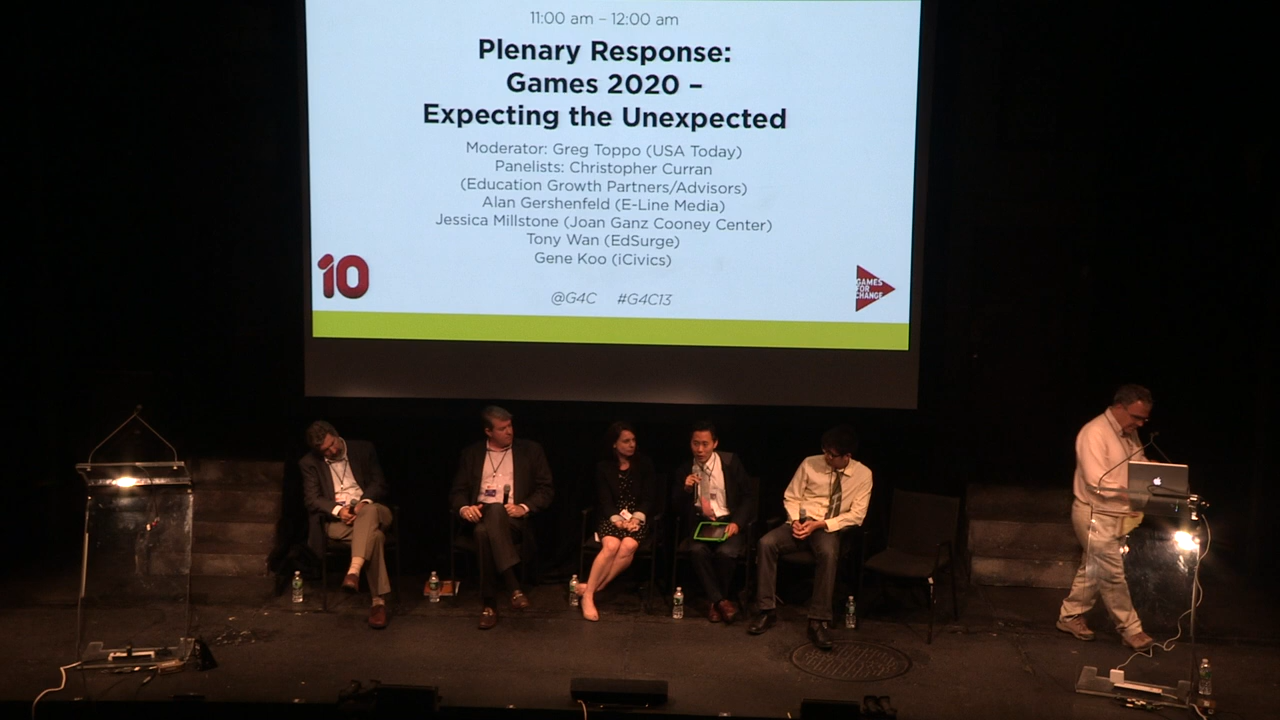 11:00 am – 12:00 am
Plenary Response:
Games 2020 –
Expecting the Unexpected
Moderator: Greg Toppo (USA Today)
Panelists: Christopher Curran
(Education Growth Partners/Advisors)
Alan Gershenfeld (E-Line Media)
Jessica Millstone (Joan Ganz Cooney Center)
Tony Wan (EdSurge)
Gene Koo (iCivics)
@G4C #G4C13
10
GAMES
FOR
CHANGE